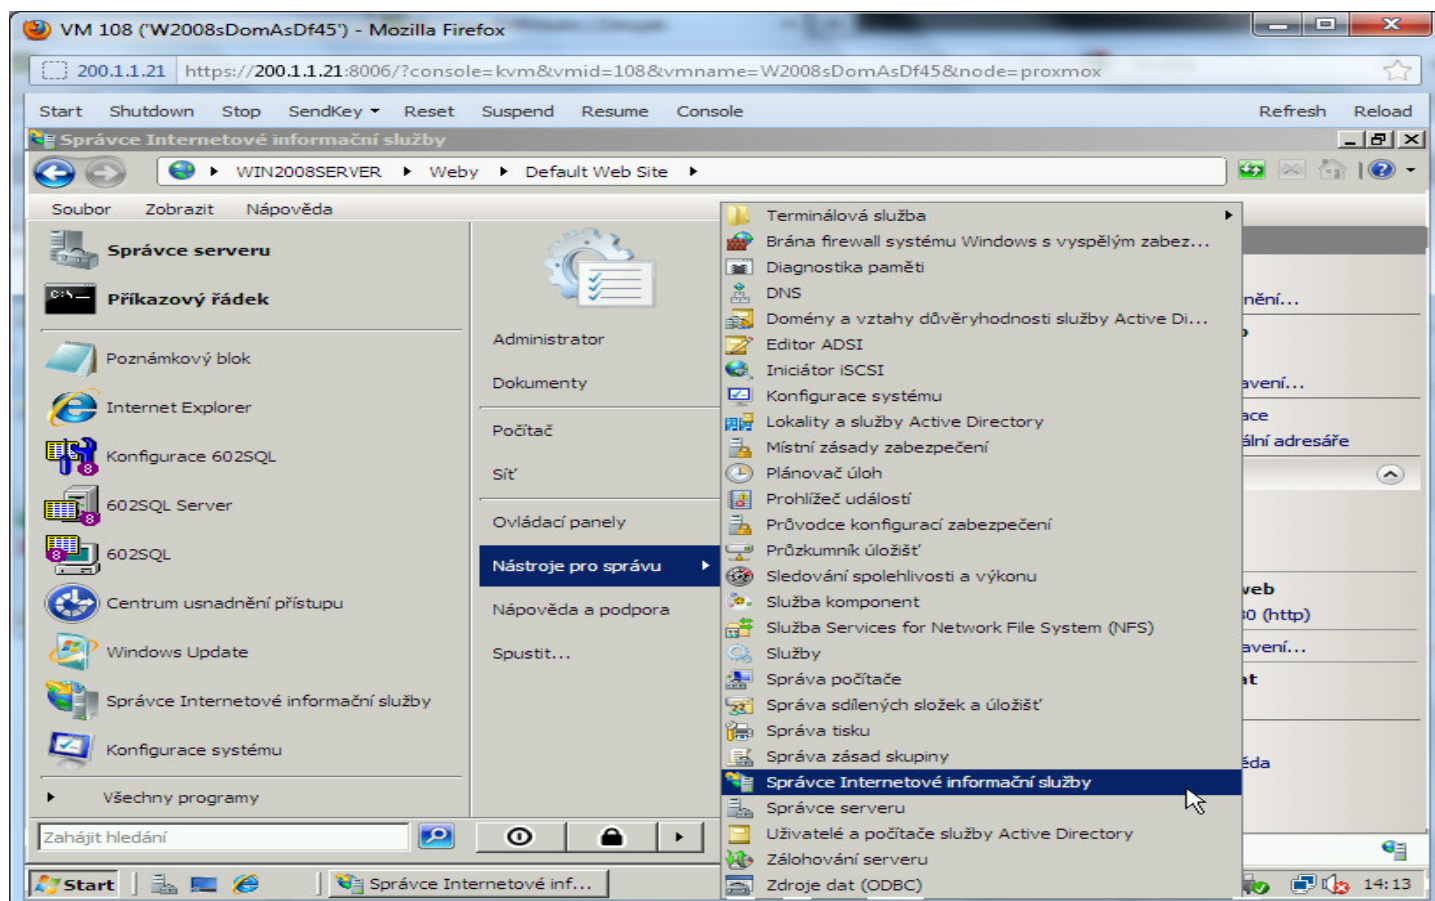 VM 108 ('W2008sDomAsDf45') - Mozilla Firefox
200.1.1.21 https://200.1.1.21:8006/?console=kvm&vmid=108&vmname=W2008sDomAsDf45&node=proxmox
Start Shutdown Stop SendKey Reset Suspend Resume Console Refresh Reload
Správce Internetové informační služby
WIN2008SERVER Weby Default Web Site
Soubor Zobrazit Nápověda
Správce serveru
Příkazový řádek
Poznámkový blok
Internet Explorer
Konfigurace 602SQL
602SQL Server
602SQL
Centrum usnadnění přístupu
Windows Update
Správce Internetové informační služby
Konfigurace systému
Všechny programy
Zahájit hledání
Administrator
Dokumenty
Počítač
Síť
Ovládací panely
Nástroje pro správu
Nápověda a podpora
Spustit...
Terminálová služba
Brána firewall systému Windows s vyspělým zabez...
Diagnostika paměti
DNS
Domény a vztahy důvěryhodnosti služby Active Di...
Editor ADSI
Iniciátor iSCSI
Konfigurace systému
Lokality a služby Active Directory
Místní zásady zabezpečení
Plánovač úloh
Prohlížeč událostí
Průvodce konfigurací zabezpečení
Průzkumník úložišť
Sledování spolehlivosti a výkonu
Služba komponent
Služba Services for Network File System (NFS)
Služby
Správa počítače
Správa sdílených složek a úložišť
Správa tisku
Správa zásad skupiny
Správce Internetové informační služby
Správce serveru
Uživatelé a počítače služby Active Directory
Zálohování serveru
Zdroje dat (ODBC)
nění...
avení...
ace
ální adresáře
web
80 (http)
avení...
at
ěda
Start Správce Internetové inf... 14:13